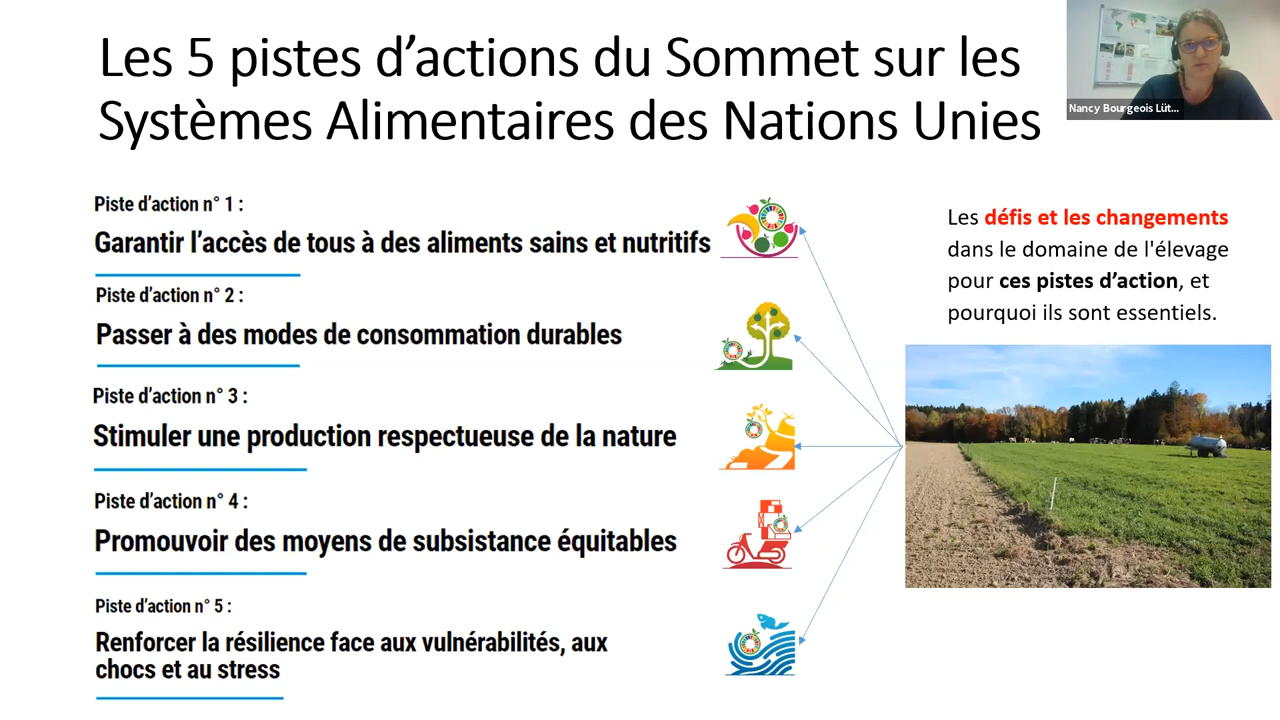 Les 5 pistes d’actions du Sommet sur les
Systèmes Alimentaires des Nations Unies
Nancy Bourgeois Lüt...
Piste d’action n° 1 :
Garantir l’accès de tous à des aliments sains et nutritifs
Piste d’action n° 2 :
Passer à des modes de consommation durables
Piste d’action n° 3 :
Stimuler une production respectueuse de la nature
Piste d’action n° 4 :
Promouvoir des moyens de subsistance équitables
Piste d’action n° 5 :
Renforcer la résilience face aux vulnérabilités, aux
chocs et au stress
Les défis et les changements
dans le domaine de l'élevage
pour ces pistes d’action, et
pourquoi ils sont essentiels.